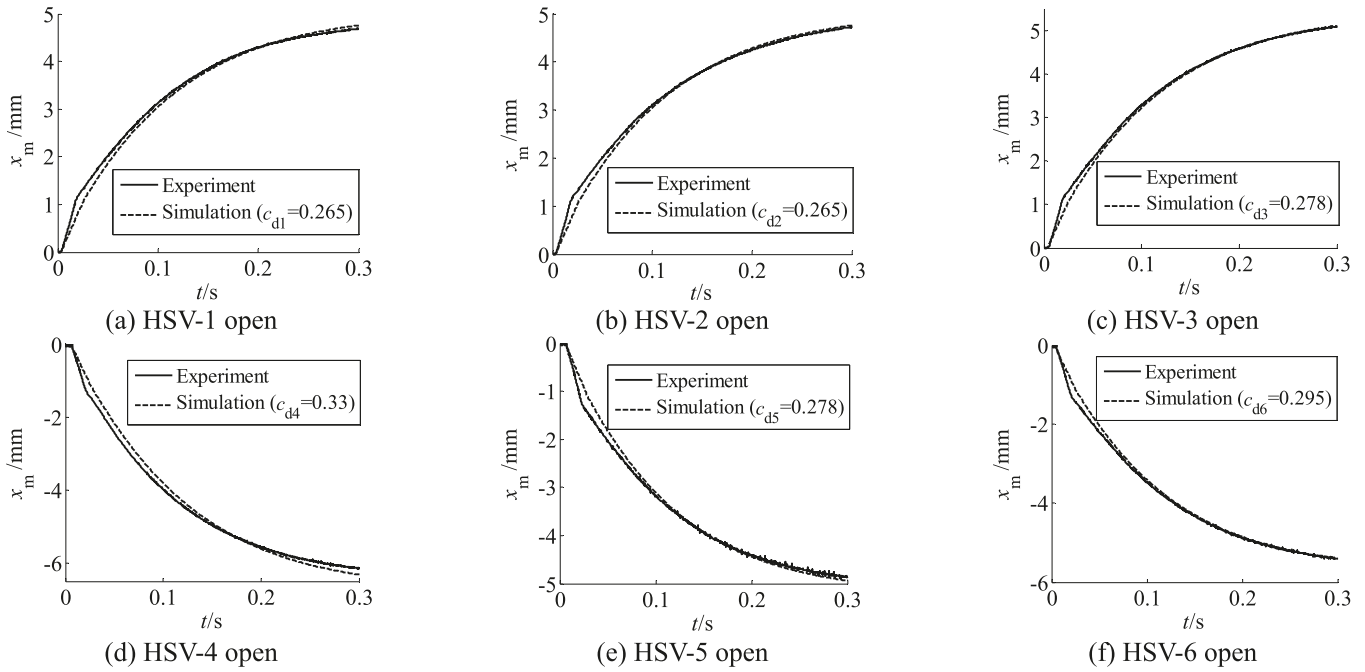 5
4
3
2
1
0
x_m /mm
Experiment
Simulation (c_d1=0.265)
0 0.1 0.2 0.3
t/s
(a) HSV-1 open
5
4
3
2
1
0
x_m /mm
Experiment
Simulation (c_d2=0.265)
0 0.1 0.2 0.3
t/s
(b) HSV-2 open
5
4
3
2
1
0
x_m /mm
Experiment
Simulation (c_d3=0.278)
0 0.1 0.2 0.3
t/s
(c) HSV-3 open
0
-2
-4
-6
x_m /mm
Experiment
Simulation (c_d4=0.33)
0 0.1 0.2 0.3
t/s
(d) HSV-4 open
0
-1
-2
-3
-4
-5
x_m /mm
Experiment
Simulation (c_d5=0.278)
0 0.1 0.2 0.3
t/s
(e) HSV-5 open
0
-2
-4
-6
x_m /mm
Experiment
Simulation (c_d6=0.295)
0 0.1 0.2 0.3
t/s
(f) HSV-6 open